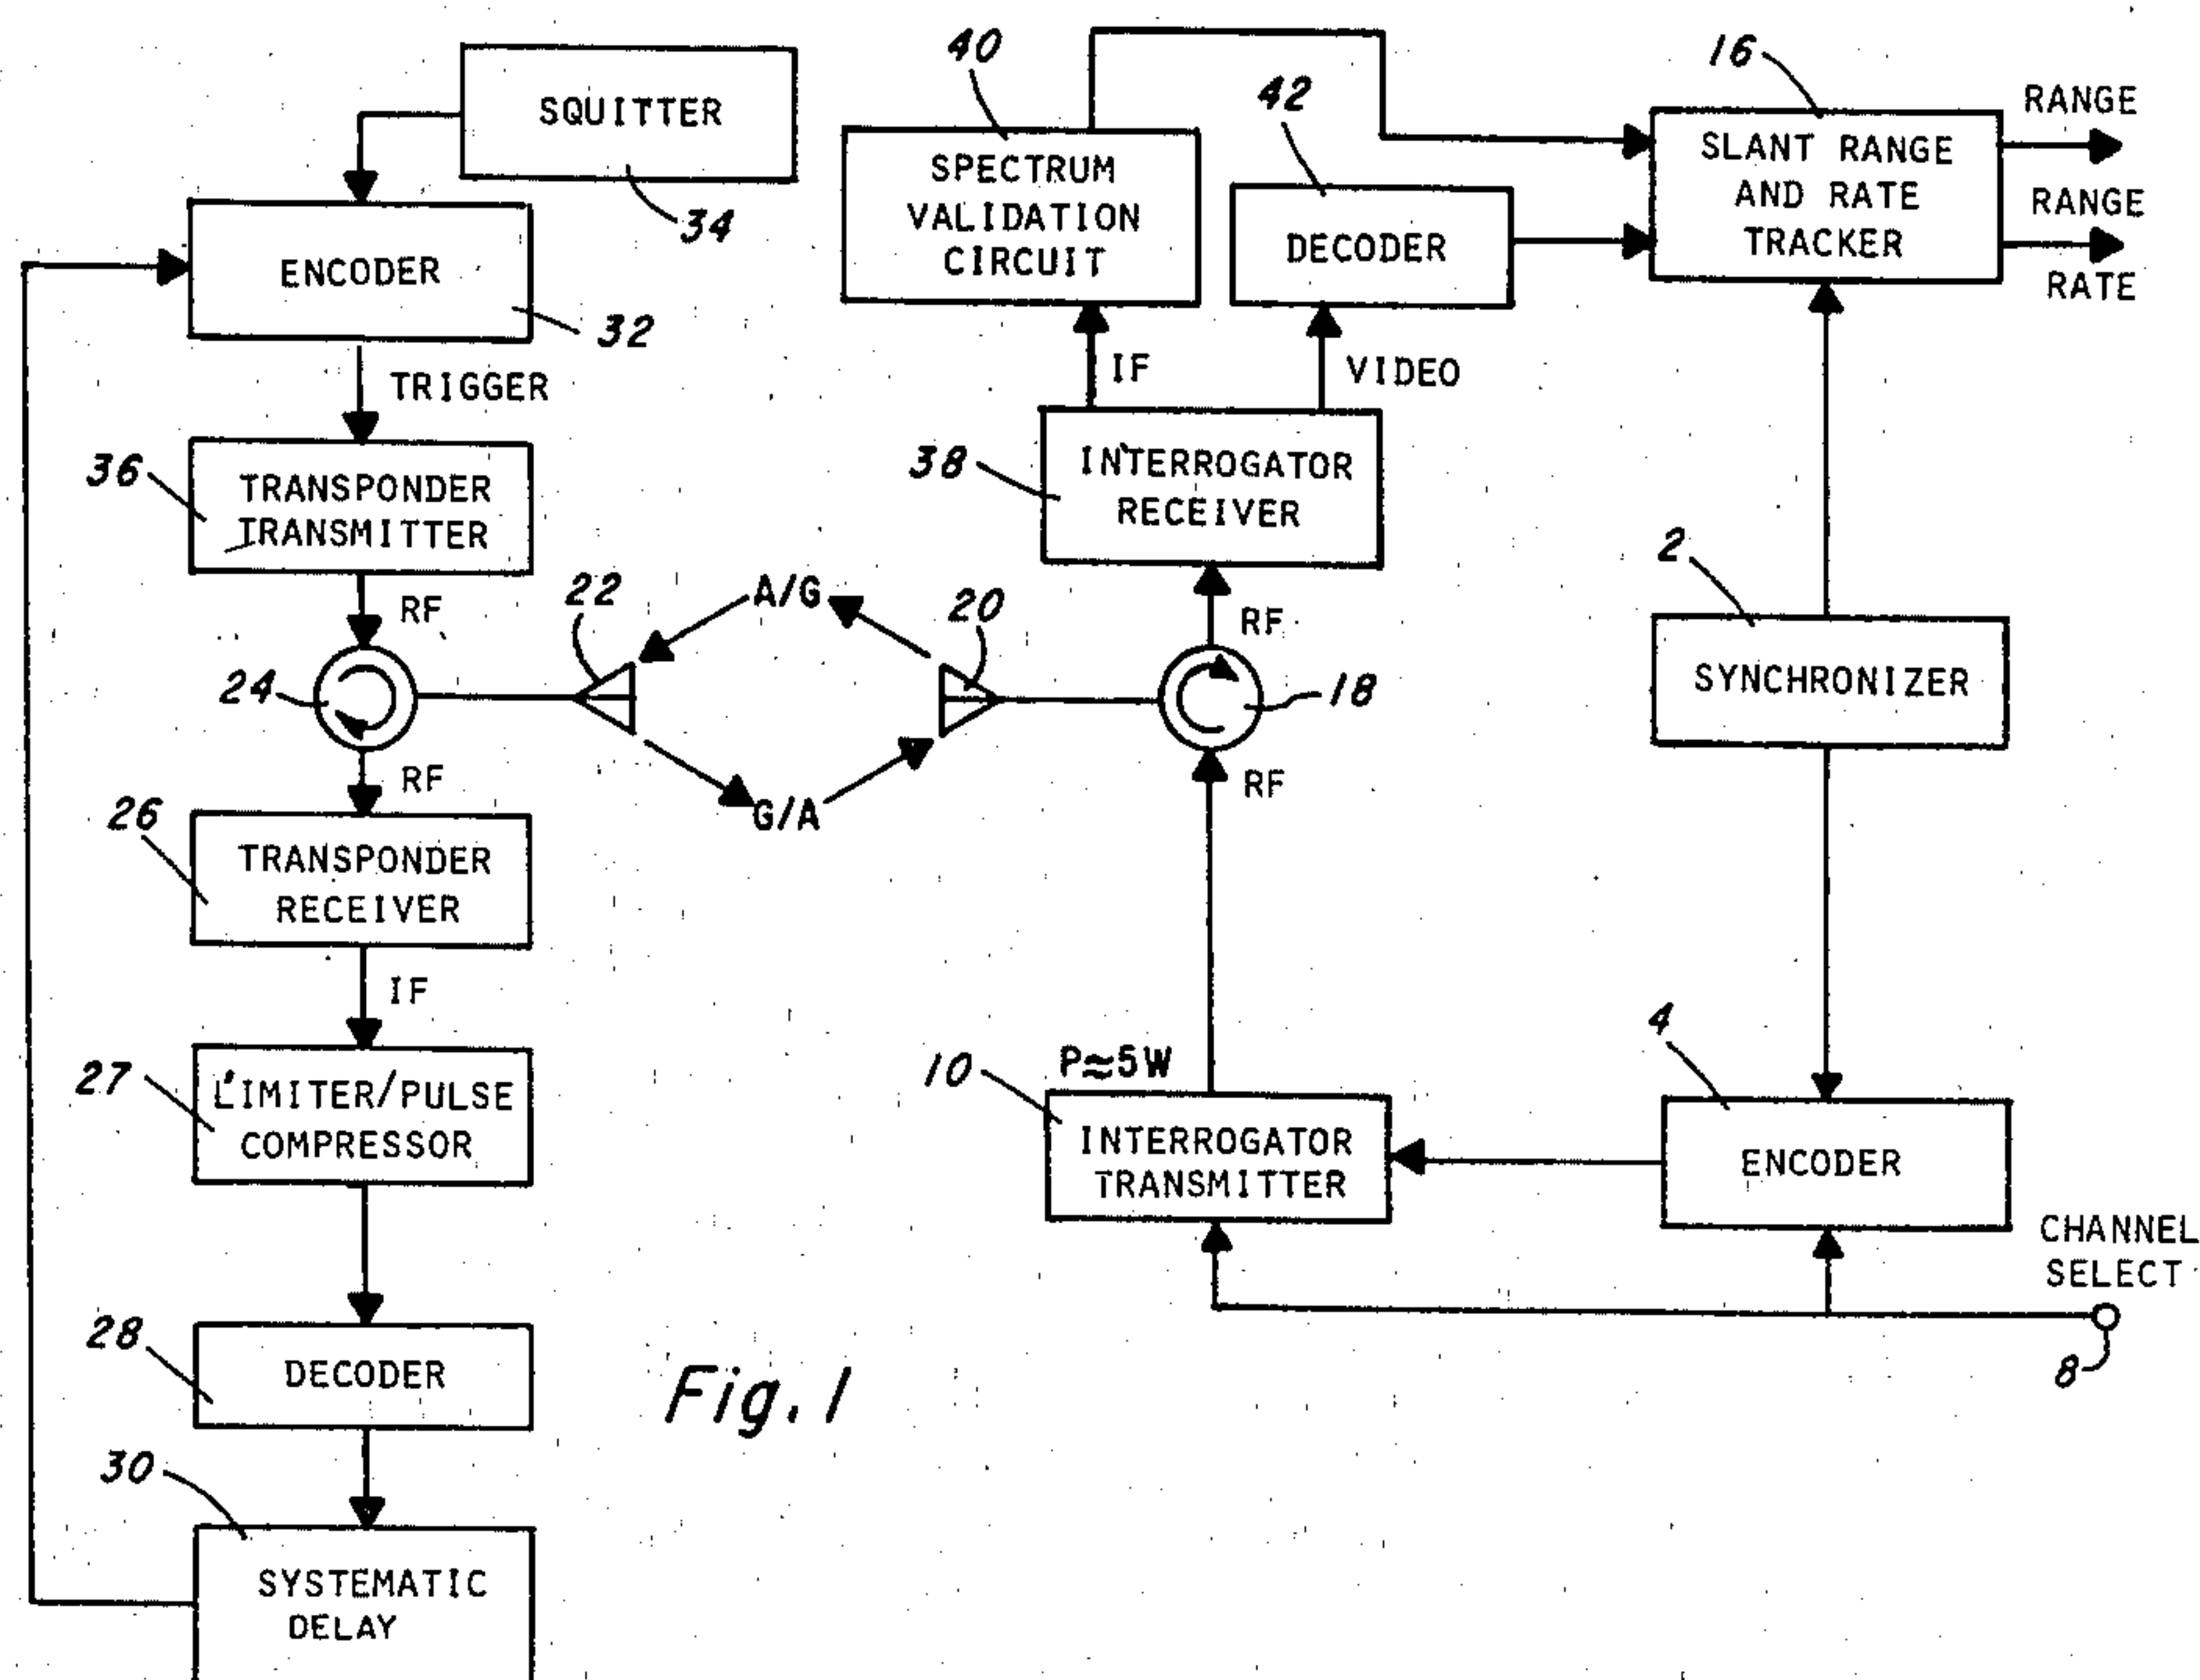 SQUITTER
34
ENCODER
32
TRIGGER
36
TRANSPONDER
TRANSMITTER
RF
24
22
A/G
20
G/A
RF
26
TRANSPONDER
RECEIVER
IF
27
LIMITER/PULSE
COMPRESSOR
28
DECODER
30
SYSTEMATIC
DELAY
40
SPECTRUM
VALIDATION
CIRCUIT
42
DECODER
16
SLANT RANGE
AND RATE
TRACKER
RANGE
RANGE
RATE
IF
VIDEO
38
INTERROGATOR
RECEIVER
RF
18
RF
2
SYNCHRONIZER
10
P≈5W
INTERROGATOR
TRANSMITTER
4
ENCODER
CHANNEL
SELECT
8
Fig. 1